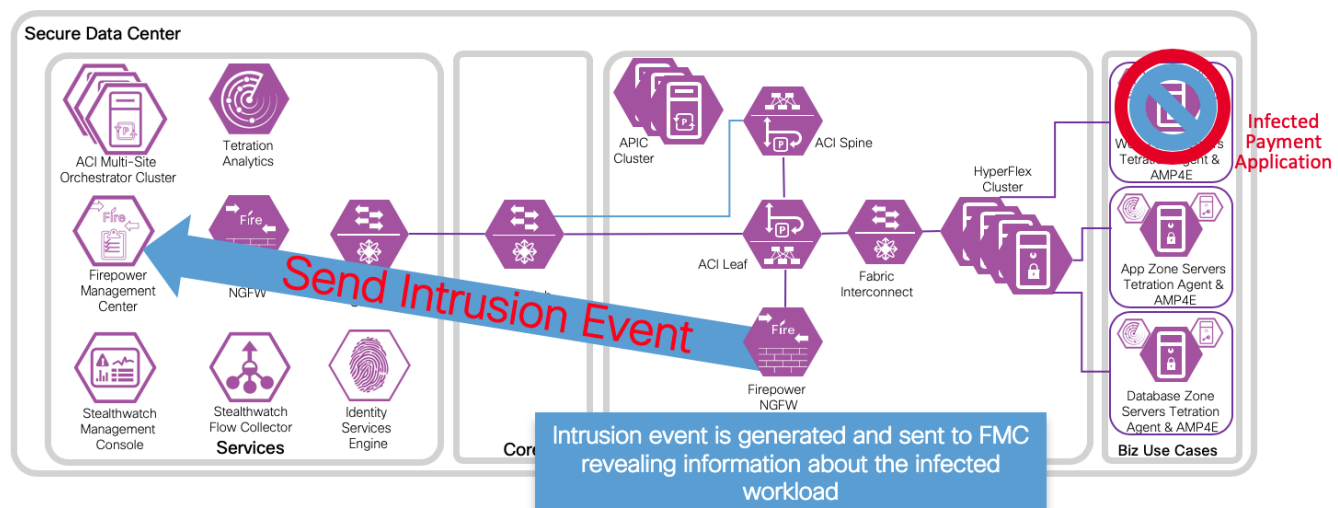 Secure Data Center
ACI Multi-Site
Orchestrator Cluster
Tetration
Analytics
APIC
Cluster
ACI Spine
HyperFlex
Cluster
Tetration Agent &
AMP4E
Infected
Payment
Application
Fire
Firepower
Management
Center
Fire
NGFW
Send Intrusion Event
ACI Leaf
Fabric
Interconnect
App Zone Servers
Tetration Agent &
AMP4E
Fire
Firepower
NGFW
Stealthwatch
Management
Console
Stealthwatch
Flow Collector
Identity
Services
Engine
Database Zone
Servers Tetration
Agent & AMP4E
Services
Core
Biz Use Cases
Intrusion event is generated and sent to FMC
revealing information about the infected
workload